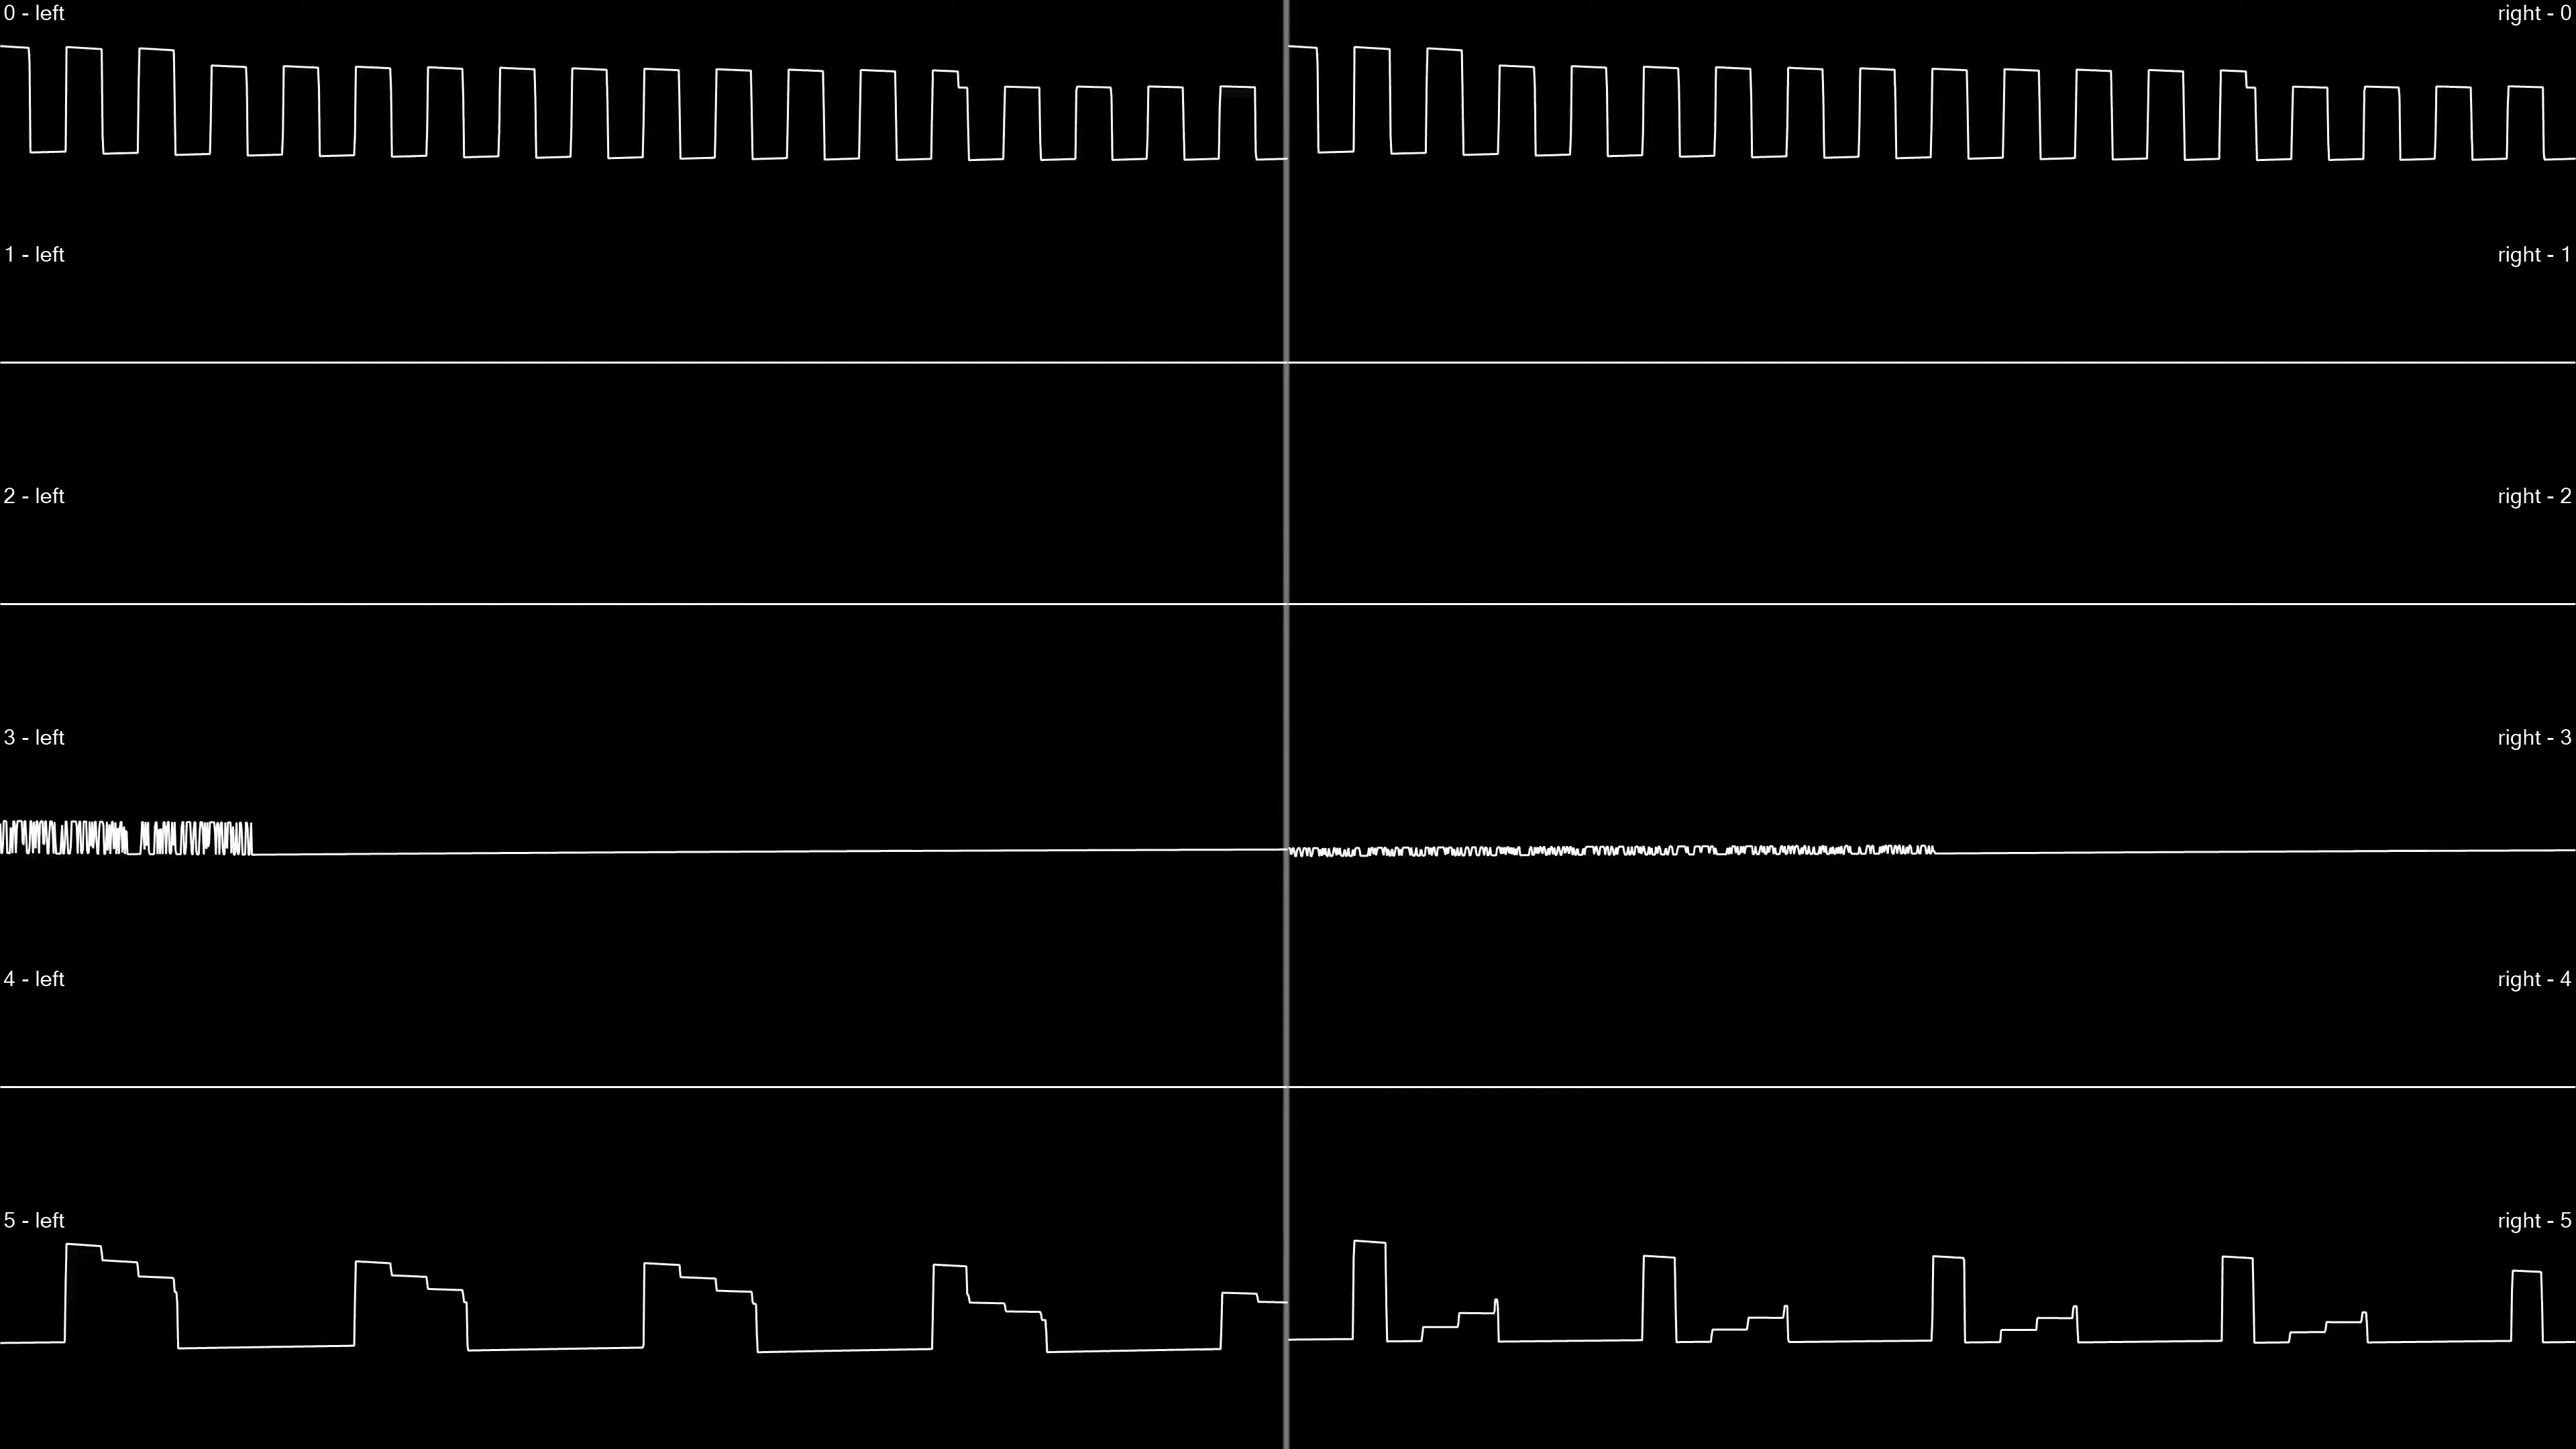 0 - left
right - 0
1 - left
right - 1
2 - left
right - 2
3 - left
right - 3
4 - left
right - 4
5 - left
right - 5